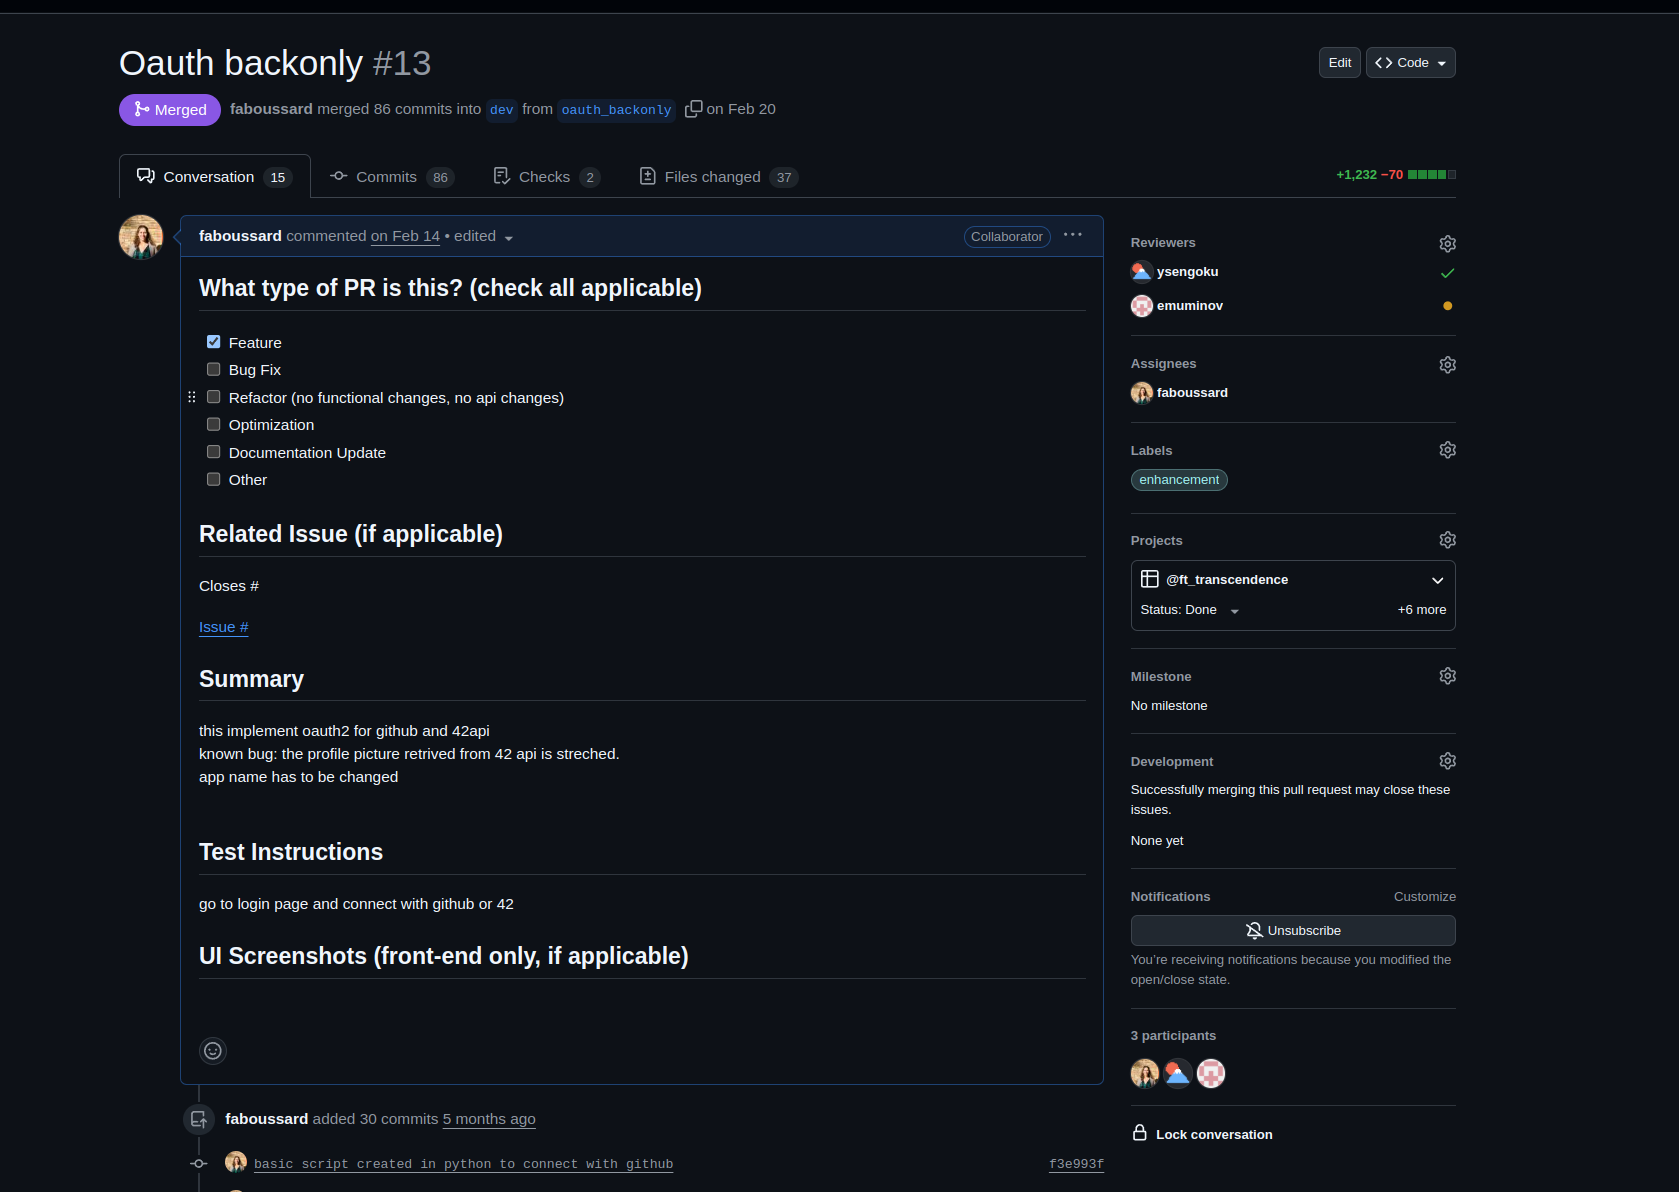 Oauth backonly #13
Edit
Code
Merged
faboussard merged 86 commits into dev from oauth_backonly on Feb 20
Conversation 15
Commits 86
Checks 2
Files changed 37
+1,232 −70
faboussard commented on Feb 14 • edited
Collaborator
What type of PR is this? (check all applicable)
Feature
Bug Fix
Refactor (no functional changes, no api changes)
Optimization
Documentation Update
Other
Related Issue (if applicable)
Closes #
Issue #
Summary
this implement oauth2 for github and 42api
known bug: the profile picture retrived from 42 api is streched.
app name has to be changed
Test Instructions
go to login page and connect with github or 42
UI Screenshots (front-end only, if applicable)
faboussard added 30 commits 5 months ago
basic script created in python to connect with github
f3e993f
Reviewers
ysengoku
emuminov
Assignees
faboussard
Labels
enhancement
Projects
@ft_transcendence
Status: Done
+6 more
Milestone
No milestone
Development
Successfully merging this pull request may close these
issues.
None yet
Notifications
Customize
Unsubscribe
You're receiving notifications because you modified the
open/close state.
3 participants
Lock conversation